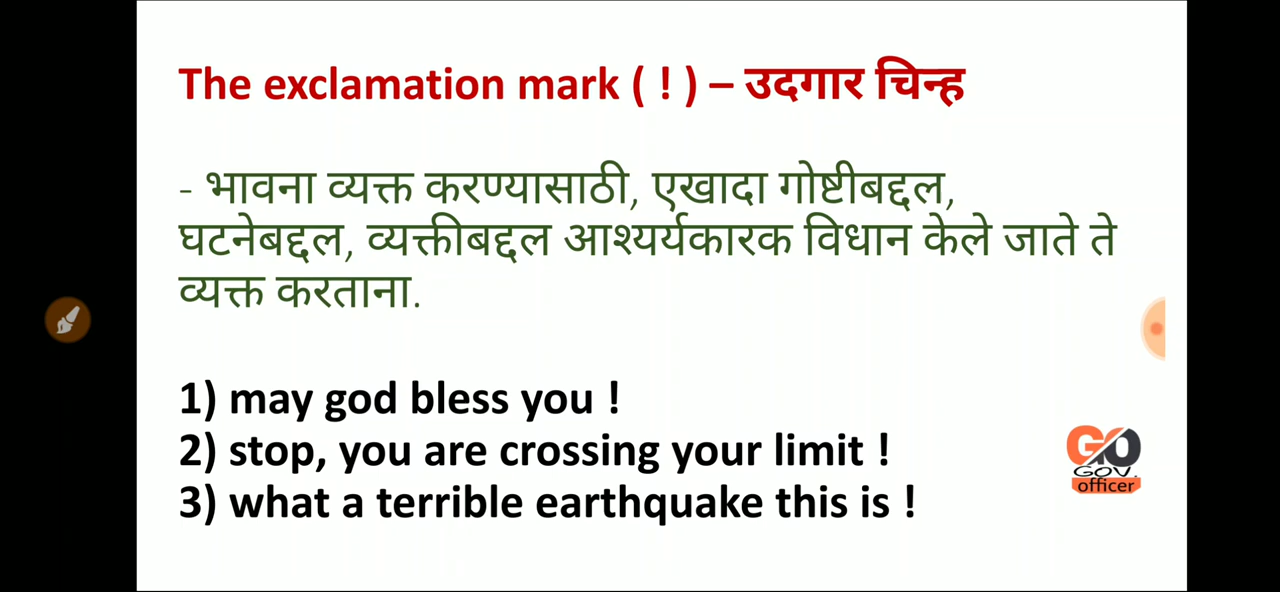 The exclamation mark ( ! ) – उदगार चिन्ह
- भावना व्यक्त करण्यासाठी, एखादा गोष्टीबद्दल,
घटनेबद्दल, व्यक्तीबद्दल आश्यर्यकारक विधान केले जाते ते
व्यक्त करताना.
1) may god bless you !
2) stop, you are crossing your limit !
3) what a terrible earthquake this is !
GO
GOV.
officer